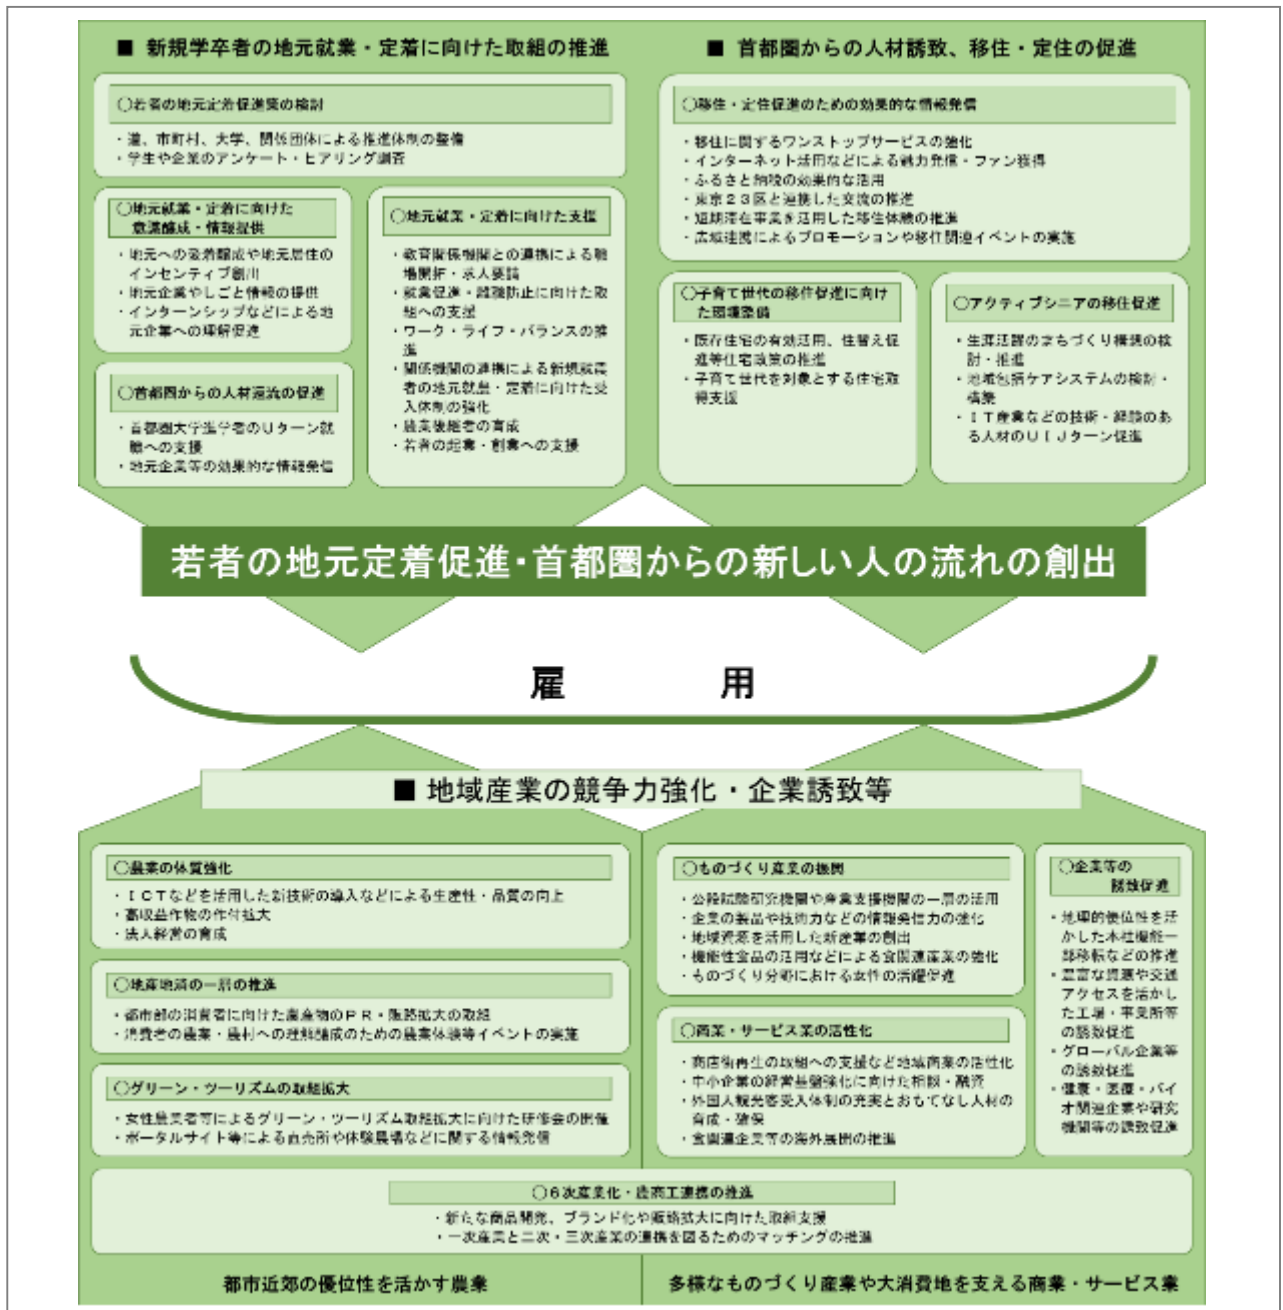 ■ 新規学卒者の地元就業・定着に向けた取組の推進
○若者の地元定着促進策の検討
・道、市町村、大学、関係団体による推進体制の整備
・学生や企業のアンケート・ヒアリング調査
○地元就業・定着に向けた
意識醸成・情報提供
・地元への愛着醸成や地元居住の
インセンティブ創出
・地元企業やしごと情報の提供
・インターンシップなどによる地
元企業への理解促進
○首都圏からの人材還流の促進
・首都圏大学進学者のUターン就
職への支援
・地元企業等の効果的な情報発信
○地元就業・定着に向けた支援
・教育関係機関との連携による職
場開拓・求人要請
・就業促進・離職防止に向けた取
組への支援
・ワーク・ライフ・バランスの推
進
・関係機関の連携による新規就農
者の地元就農・定着に向けた受
入体制の強化
・農業後継者の育成
・若者の起業・創業への支援
■ 首都圏からの人材誘致、移住・定住の促進
○移住・定住促進のための効果的な情報発信
・移住に関するワンストップサービスの強化
・インターネット活用などによる魅力発信・ファン獲得
・ふるさと納税の効果的な活用
・東京23区と連携した交流の推進
・短期滞在事業を活用した移住体験の推進
・広域連携によるプロモーションや移住関連イベントの実施
○子育て世代の移住促進に向け
た環境整備
・既存住宅の有効活用、住替え促
進等住宅政策の推進
・子育て世代を対象とする住宅取
得支援
○アクティブシニアの移住促進
・生涯活躍のまちづくり構想の検
討・推進
・地域包括ケアシステムの検討・
構築
・IT産業などの技術・経験のあ
る人材のUIJターン促進
若者の地元定着促進・首都圏からの新しい人の流れの創出
雇 用
■ 地域産業の競争力強化・企業誘致等
○農業の体質強化
・ICTなどを活用した新技術の導入などによる生産性・品質の向上
・高収益作物の作付拡大
・法人経営の育成
○地産地消の一層の推進
・都市部の消費者に向けた農産物のPR・販路拡大の取組
・消費者の農業・農村への理解醸成のための農業体験等イベントの実施
○グリーン・ツーリズムの取組拡大
・女性農業者等によるグリーン・ツーリズム取組拡大に向けた研修会の開催
・ポータルサイト等による直売所や体験農場などに関する情報発信
○ものづくり産業の振興
・公設試験研究機関や産業支援機関の一層の活用
・企業の製品や技術力などの情報発信力の強化
・地域資源を活用した新産業の創出
・機能性食品の活用などによる食関連産業の強化
・ものづくり分野における女性の活躍促進
○商業・サービス業の活性化
・商店街再生の取組への支援など地域商業の活性化
・中小企業の経営基盤強化に向けた相談・融資
・外国人観光客受入体制の充実とおもてなし人材の
育成・確保
・食関連企業等の海外展開の推進
○企業等の
誘致促進
・地理的優位性を活
かした本社機能一
部移転などの推進
・豊富な資源や交通
アクセスを活かし
た工場・事業所等
の誘致促進
・グローバル企業等
の誘致促進
・健康・医療・バイ
オ関連企業や研究
機関等の誘致促進
○6次産業化・農商工連携の推進
・新たな商品開発、ブランド化や販路拡大に向けた取組支援
・一次産業と二次・三次産業の連携を図るためのマッチングの推進
都市近郊の優位性を活かす農業
多様なものづくり産業や大消費地を支える商業・サービス業